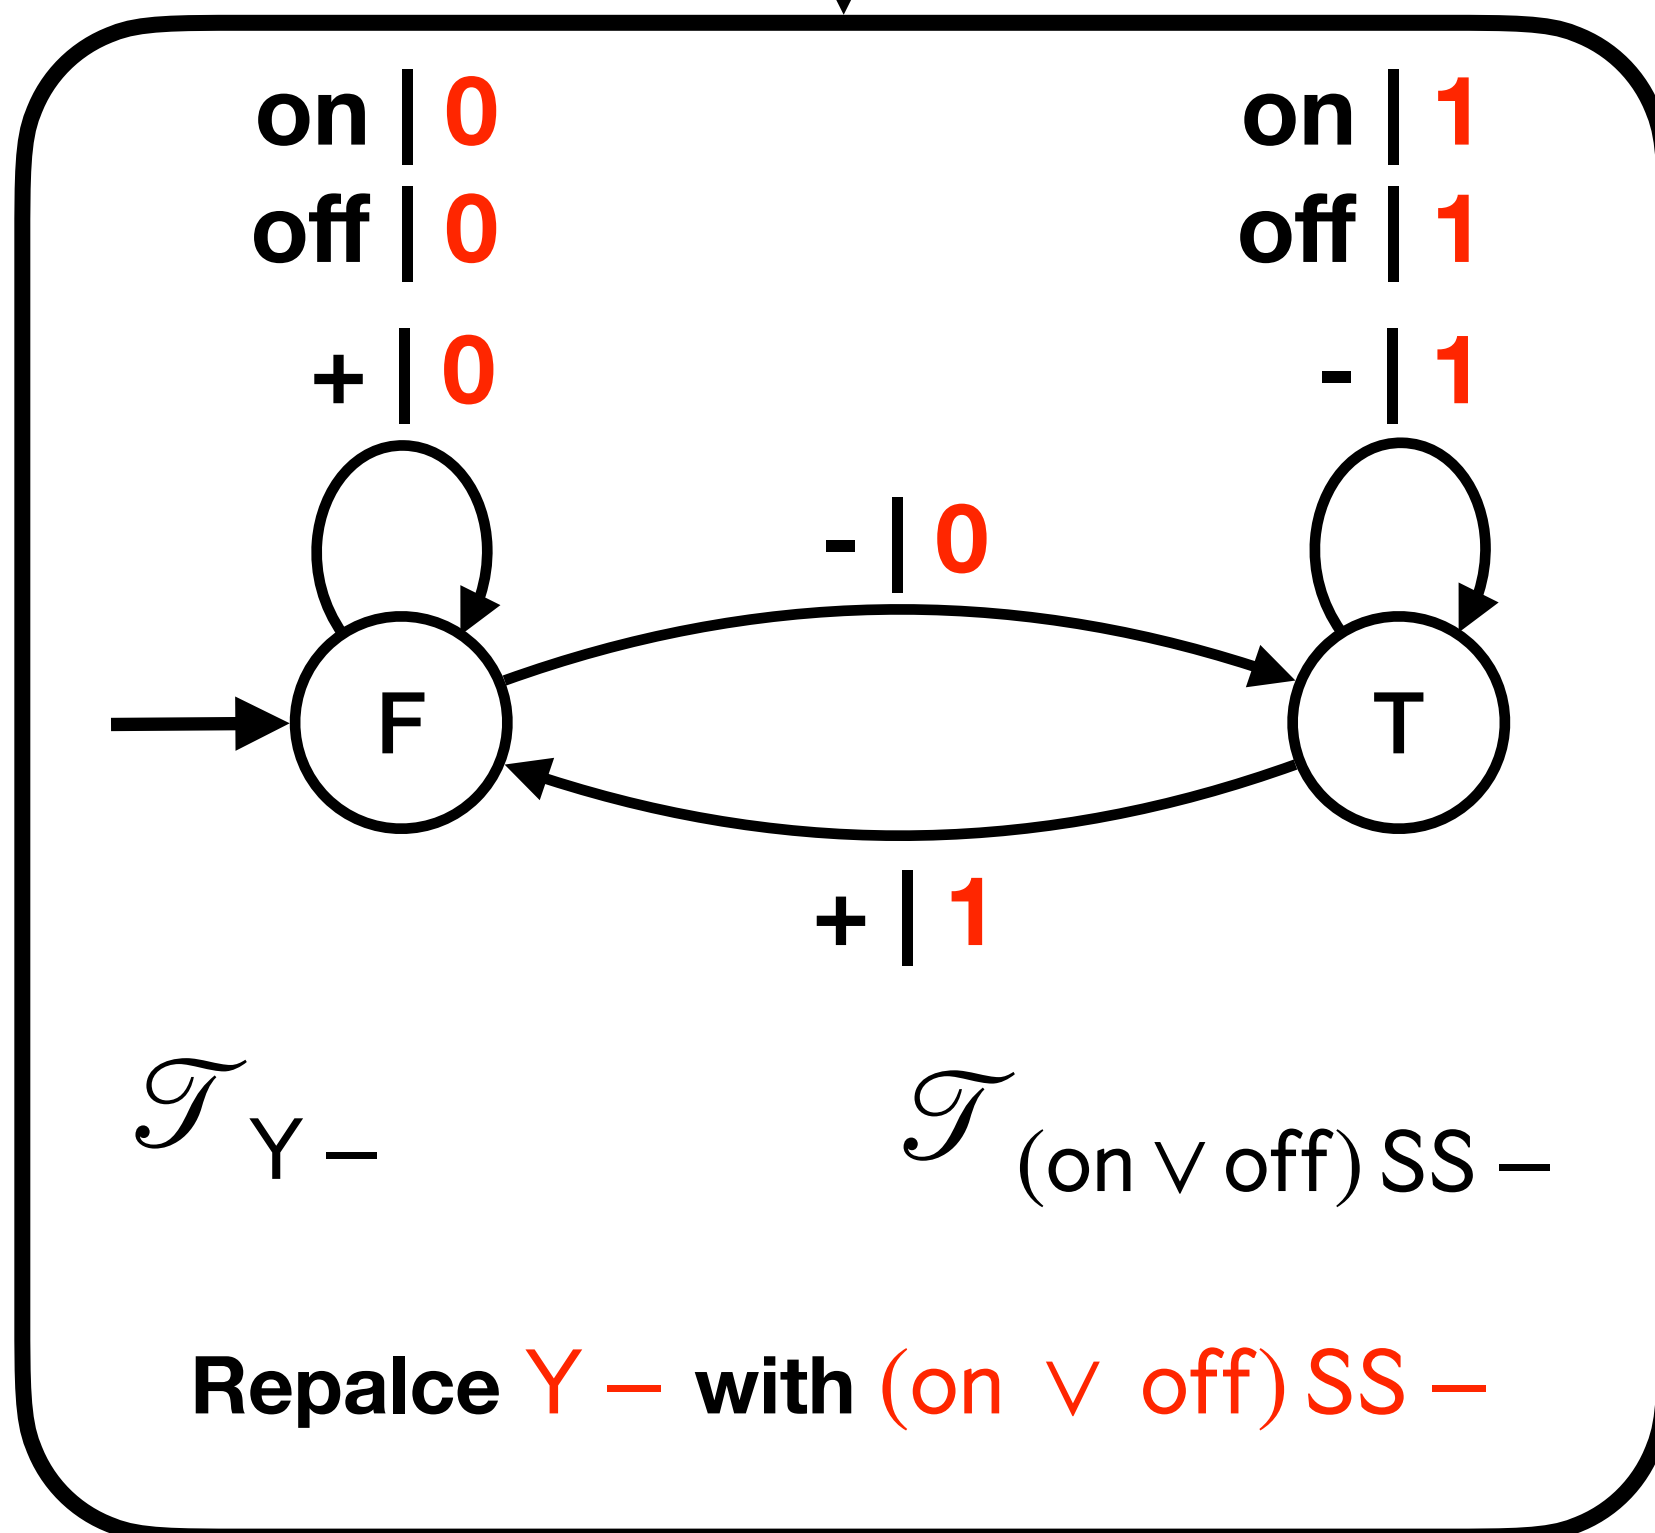 on | 0
on | 1
off | 0
off | 1
+ | 0
- | 1
- | 0
F
T
+ | 1
𝒯 Y −
𝒯 (on ∨ off) SS −
Repalce Y − with (on ∨ off) SS −